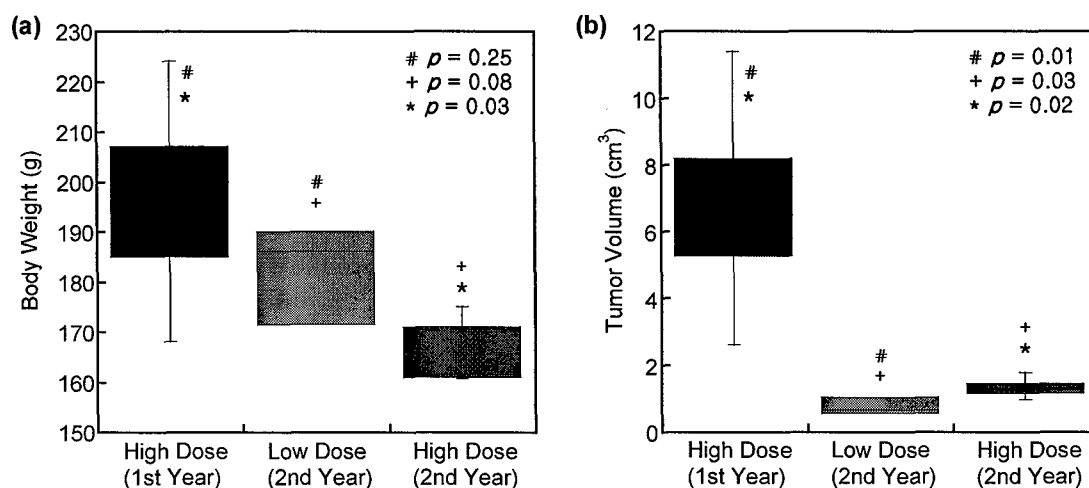 (a)
230
220
210
200
190
180
170
160
150
Body Weight (g)
# p = 0.25
+ p = 0.08
* p = 0.03
#
*
#
+
+
*
High Dose
(1st Year)
Low Dose
(2nd Year)
High Dose
(2nd Year)
(b)
12
10
8
6
4
2
0
Tumor Volume (cm³)
# p = 0.01
+ p = 0.03
* p = 0.02
#
*
#
+
+
*
High Dose
(1st Year)
Low Dose
(2nd Year)
High Dose
(2nd Year)